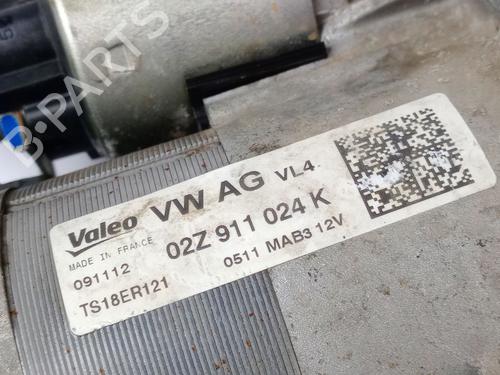 B-PARTS
Valeo VW AG VL4
MADE IN FRANCE 02Z 911 024 K
091112 0511 MAB3 12V
TS18ER121